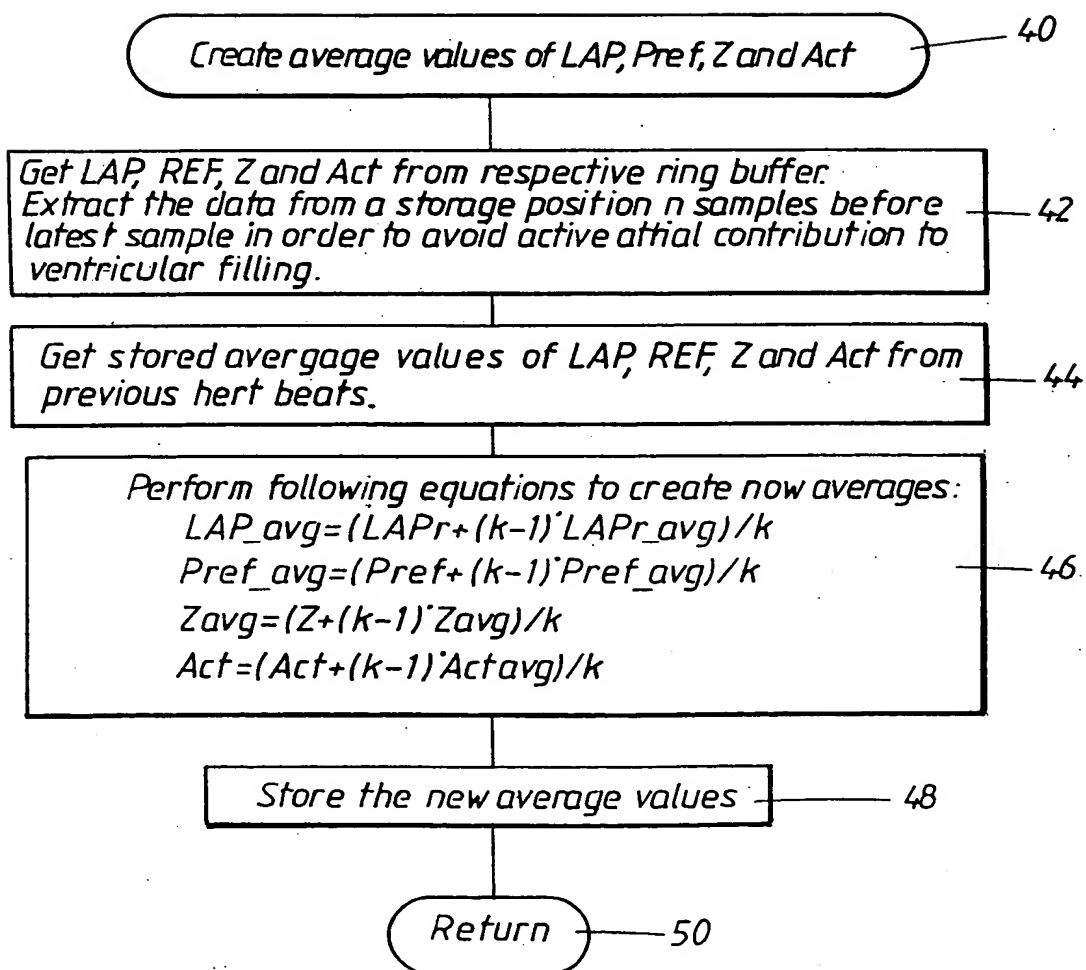 Create average values of LAP, Pref, Z and Act
40
Get LAP, REF, Z and Act from respective ring buffer.
Extract the data from a storage position n samples before
latest sample in order to avoid active attial contribution to
ventricular filling.
42
Get stored avergage values of LAP, REF, Z and Act from
previous hert beats.
44
Perform following equations to create now averages:
LAP_avg=(LAPr+(k-1)·LAPr_avg)/k
Pref_avg=(Pref+(k-1)·Pref_avg)/k
Zavg=(Z+(k-1)·Zavg)/k
Act=(Act+(k-1)·Actavg)/k
46
Store the new average values
48
Return
50